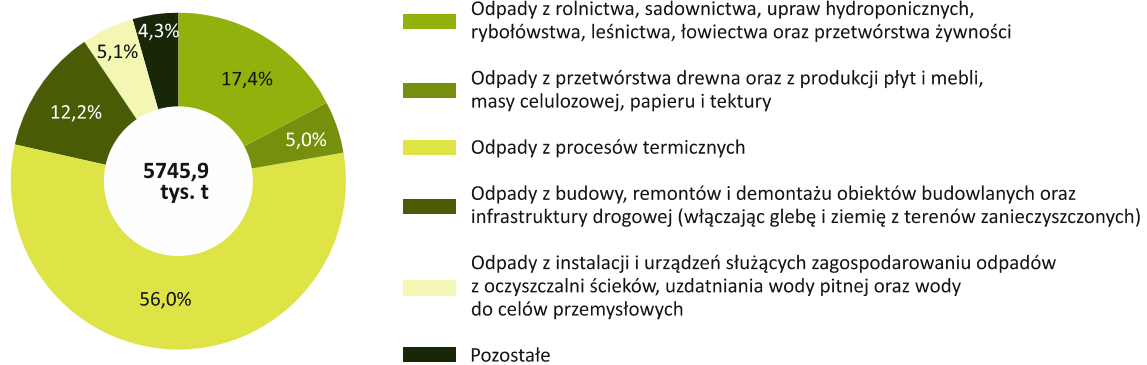 4,3%
5,1%
17,4%
12,2%
5,0%
5745,9
tys. t
56,0%
Odpady z rolnictwa, sadownictwa, upraw hydroponicznych,
rybołówstwa, leśnictwa, łowiectwa oraz przetwórstwa żywności
Odpady z przetwórstwa drewna oraz z produkcji płyt i mebli,
masy celulozowej, papieru i tektury
Odpady z procesów termicznych
Odpady z budowy, remontów i demontażu obiektów budowlanych oraz
infrastruktury drogowej (włączając glebę i ziemię z terenów zanieczyszczonych)
Odpady z instalacji i urządzeń służących zagospodarowaniu odpadów
z oczyszczalni ścieków, uzdatniania wody pitnej oraz wody
do celów przemysłowych
Pozostałe